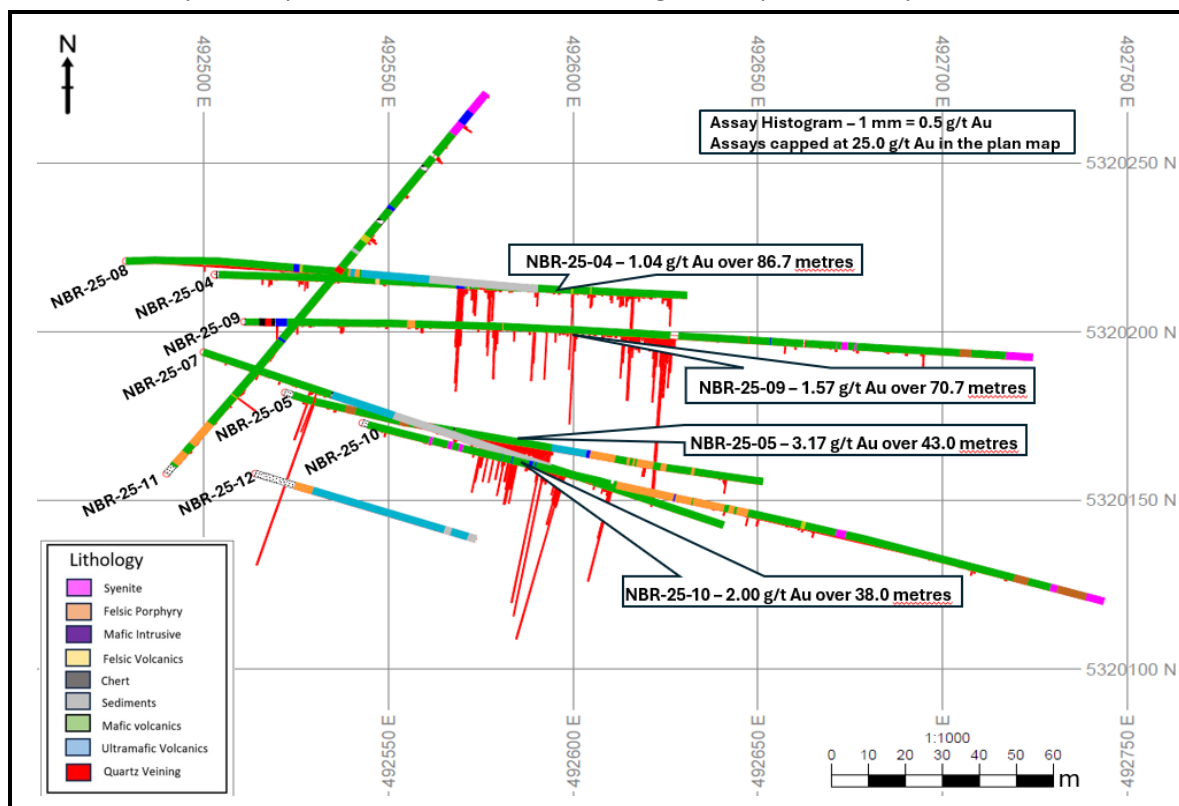 N
492500 E
492550 E
492600 E
492650 E
492700 E
492750 E
Assay Histogram – 1 mm = 0.5 g/t Au
Assays capped at 25.0 g/t Au in the plan map
5320250 N
NBR-25-08
NBR-25-04
NBR-25-04 – 1.04 g/t Au over 86.7 metres
NBR-25-09
5320200 N
NBR-25-07
NBR-25-09 – 1.57 g/t Au over 70.7 metres
NBR-25-05
NBR-25-10
NBR-25-05 – 3.17 g/t Au over 43.0 metres
NBR-25-11
NBR-25-12
5320150 N
NBR-25-10 – 2.00 g/t Au over 38.0 metres
Lithology
Syenite
Felsic Porphyry
Mafic Intrusive
Felsic Volcanics
Chert
Sediments
Mafic volcanics
Ultramafic Volcanics
Quartz Veining
5320100 N
492550 E
492600 E
492650 E
492700 E
492750 E
1:1000
0 10 20 30 40 50 60
m